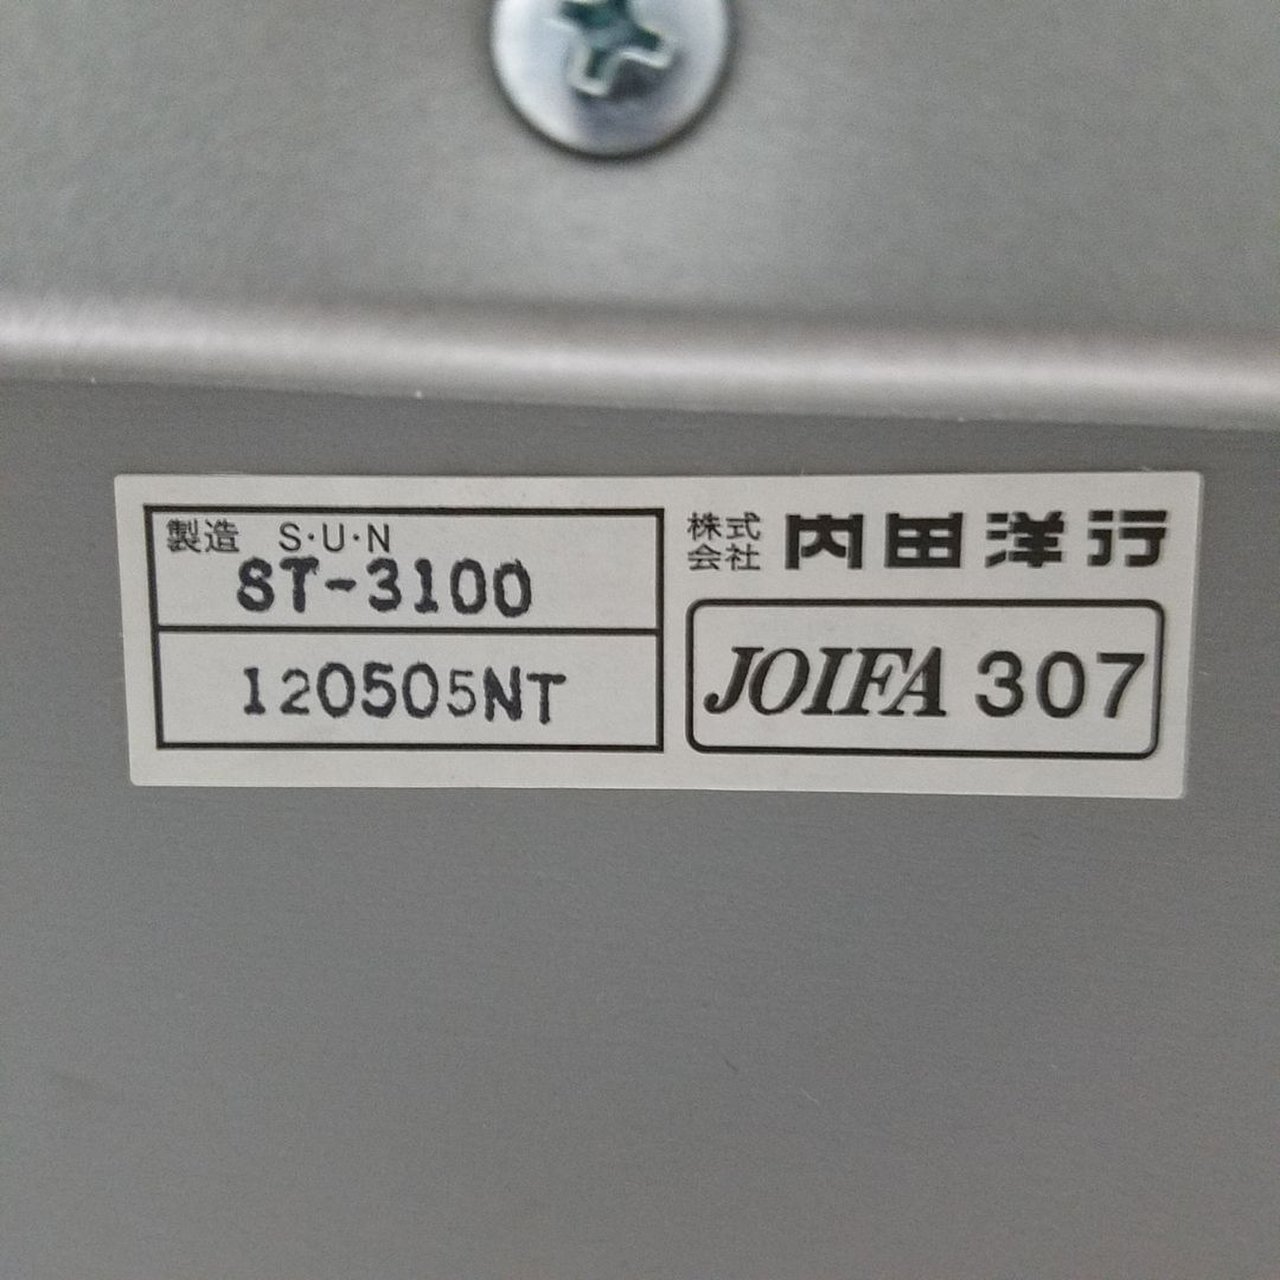 製造 S・U・N
ST-3100
120505NT
株式会社 内田洋行
JOIFA 307